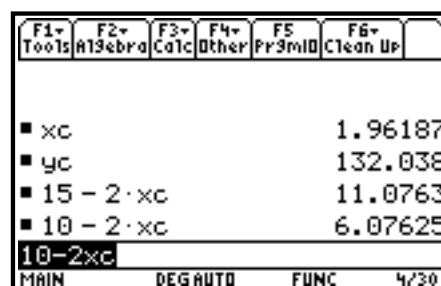 F1▾ F2▾ F3▾ F4▾ F5 F6▾
Tools Algebra Calc Other PrgmIO Clean Up
▪ xc 1.96187
▪ yc 132.038
▪ 15 - 2·xc 11.0763
▪ 10 - 2·xc 6.07625
10-2xc
MAIN DEG AUTO FUNC 4/30